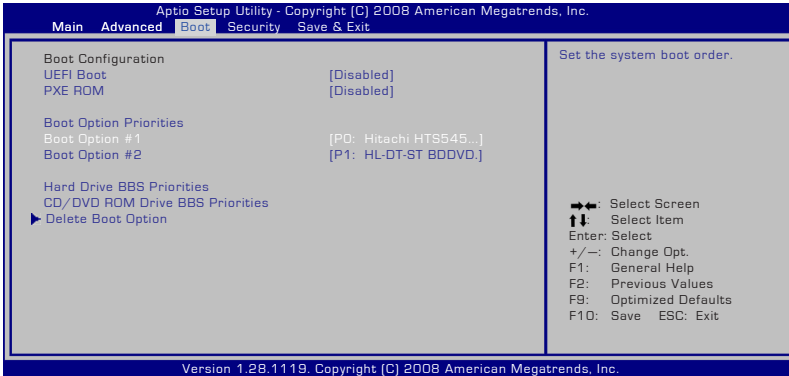 Aptio Setup Utility - Copyright (C) 2008 American Megatrends, Inc.
Main Advanced Boot Security Save & Exit
Boot Configuration
UEFI Boot [Disabled]
PXE ROM [Disabled]
Boot Option Priorities
Boot Option #1 [P0: Hitachi HTS545...]
Boot Option #2 [P1: HL-DT-ST BDDVD.]
Hard Drive BBS Priorities
CD/DVD ROM Drive BBS Priorities
Delete Boot Option
Set the system boot order.
→←: Select Screen
↑↓: Select Item
Enter: Select
+/—: Change Opt.
F1: General Help
F2: Previous Values
F9: Optimized Defaults
F10: Save ESC: Exit
Version 1.28.1119. Copyright (C) 2008 American Megatrends, Inc.